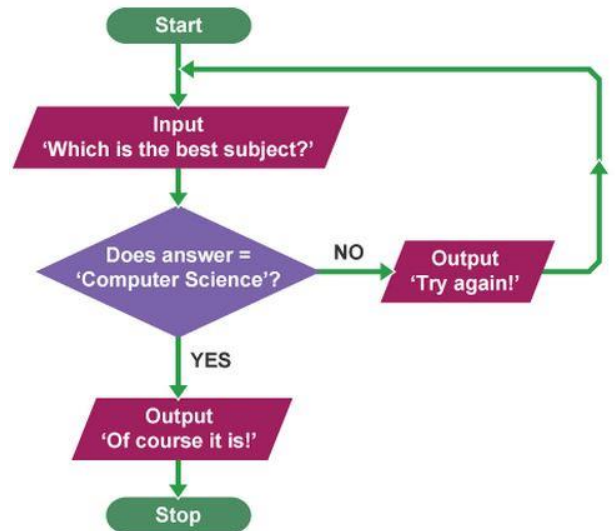 Start
Input
‘Which is the best subject?’
Does answer =
‘Computer Science’?
NO
Output
‘Try again!’
YES
Output
‘Of course it is!’
Stop